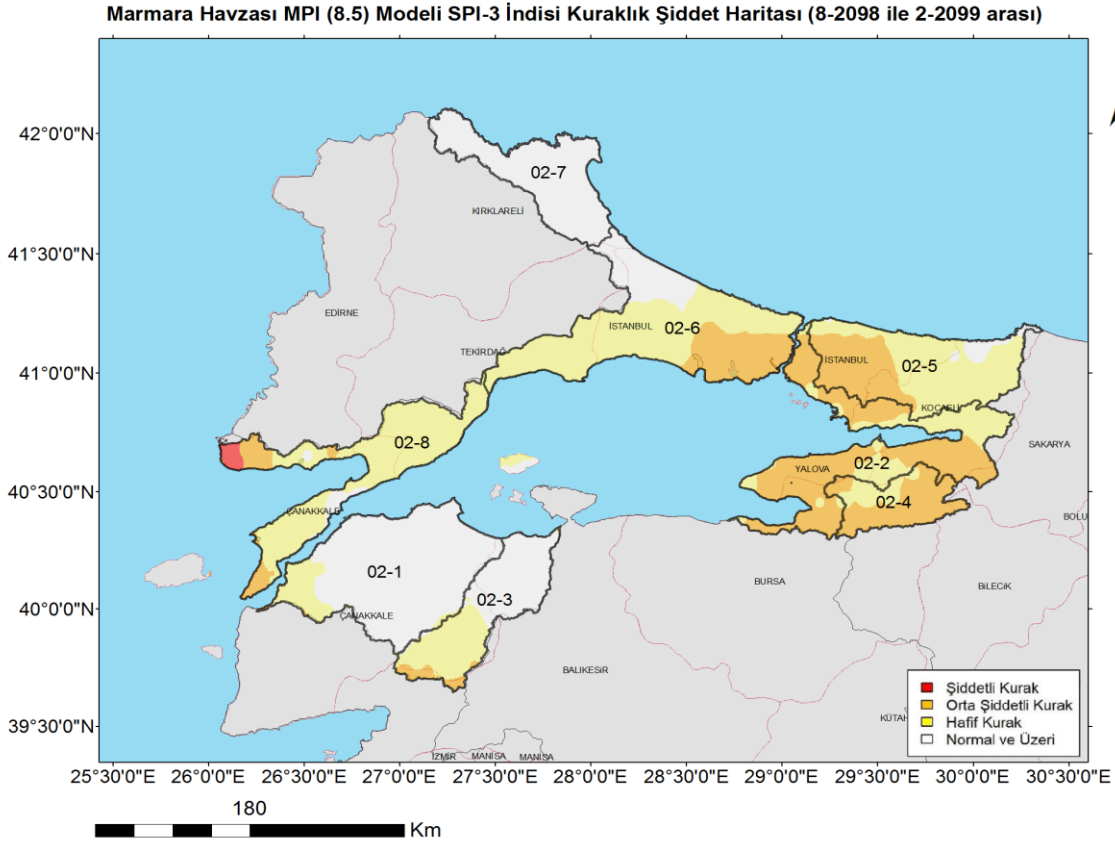 Marmara Havzası MPI (8.5) Modeli SPI-3 İndisi Kuraklık Şiddet Haritası (8-2098 ile 2-2099 arası)
42°0'0"N
02-7
KIRKLARELİ
41°30'0"N
EDİRNE
İSTANBUL
02-6
TEKİRDAĞ
İSTANBUL
02-5
41°0'0"N
KOCAELİ
02-8
SAKARYA
YALOVA
02-2
40°30'0"N
ÇANAKKALE
02-4
BOLU
02-1
BURSA
BİLECİK
02-3
40°0'0"N
ÇANAKKALE
BALIKESİR
Şiddetli Kurak
Orta Şiddetli Kurak
Hafif Kurak
Normal ve Üzeri
KÜTAH
39°30'0"N
İZMİR
MANİSA
MANİSA
25°30'0"E
26°0'0"E
26°30'0"E
27°0'0"E
27°30'0"E
28°0'0"E
28°30'0"E
29°0'0"E
29°30'0"E
30°0'0"E
30°30'0"E
180
Km